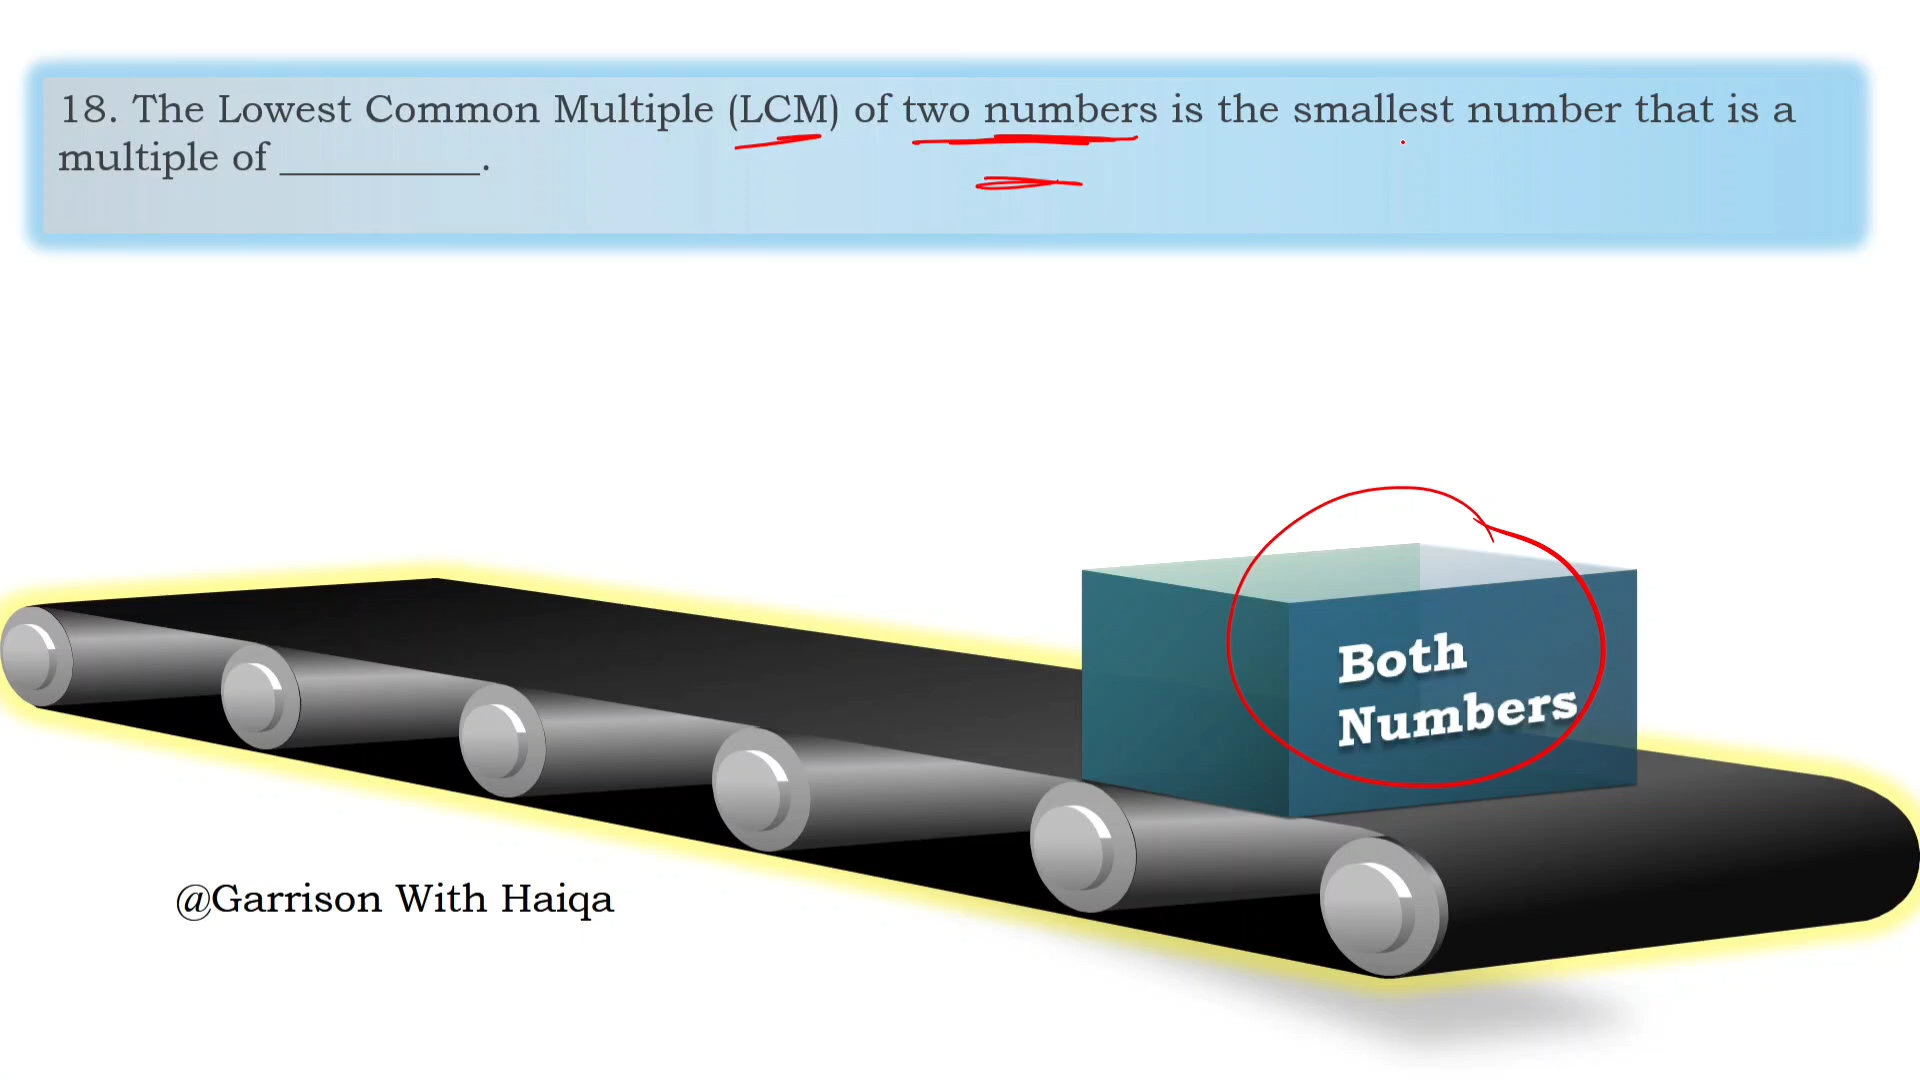 18. The Lowest Common Multiple (LCM) of two numbers is the smallest number that is a
multiple of __________.
Both
Numbers
@Garrison With Haiqa